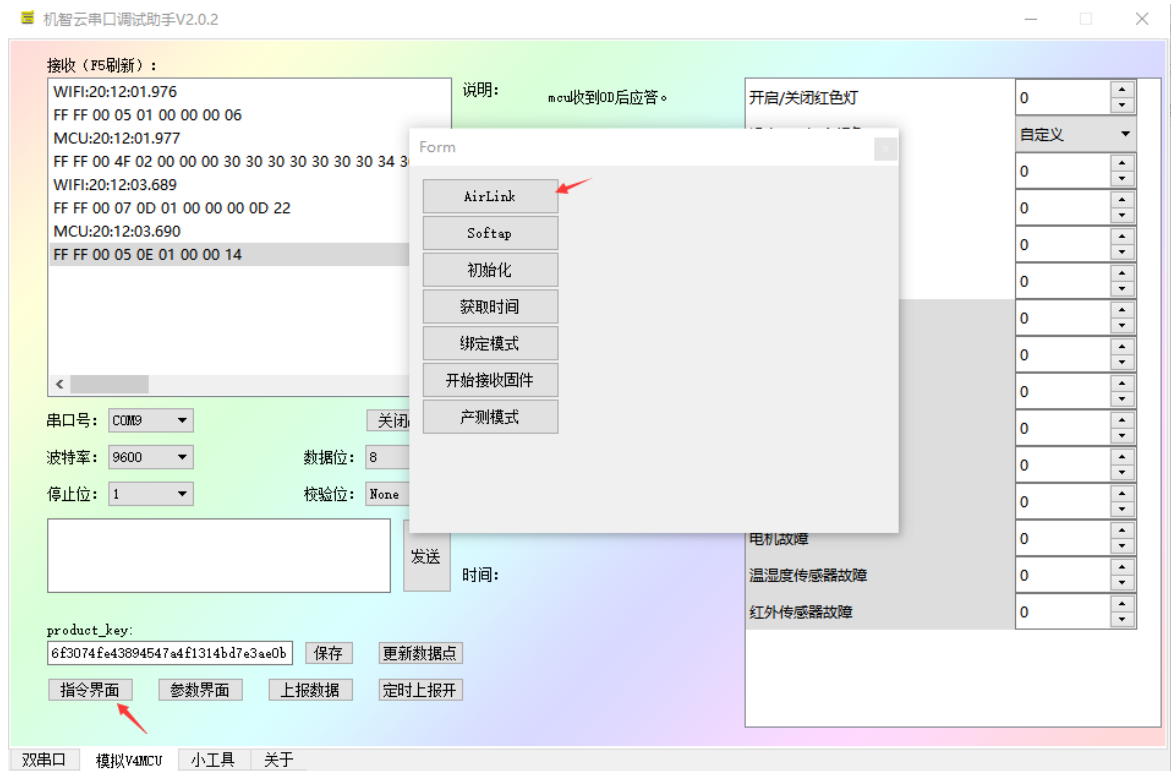 机智云串口调试助手V2.0.2
接收（F5刷新）：
WIFI:20:12:01.976
FF FF 00 05 01 00 00 00 06
MCU:20:12:01.977
FF FF 00 4F 02 00 00 00 30 30 30 30 30 30 30 34 3
WIFI:20:12:03.689
FF FF 00 07 0D 01 00 00 00 0D 22
MCU:20:12:03.690
FF FF 00 05 0E 01 00 00 14
说明：
mcu收到0D后应答。
Form
AirLink
Softap
初始化
获取时间
绑定模式
开始接收固件
产测模式
开启/关闭红色灯
0
自定义
0
0
0
0
0
0
0
0
0
0
电机故障
0
温湿度传感器故障
0
红外传感器故障
0
串口号：
COM9
关闭
波特率：
9600
数据位：
8
停止位：
1
校验位：
None
发送
时间：
product_key:
6f3074fe43894547a4f1314bd7e3ae0b
保存
更新数据点
指令界面
参数界面
上报数据
定时上报开
双串口
模拟V4MCU
小工具
关于